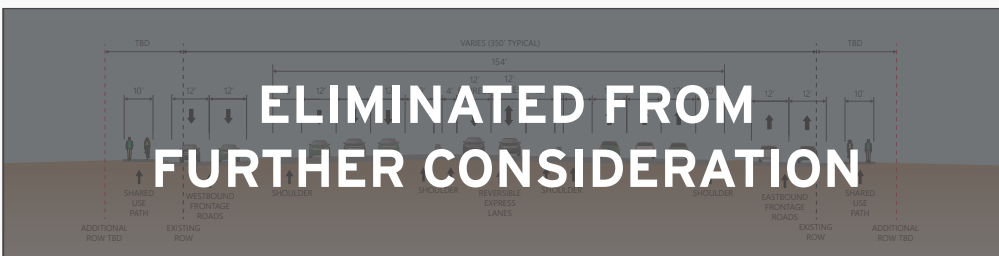 TBD
VARIES (350' TYPICAL)
TBD
154'
12'
12'
10'
12'
12'
12'
12'
12'
10'
ELIMINATED FROM
FURTHER CONSIDERATION
SHARED
USE
PATH
WESTBOUND
FRONTAGE
ROADS
SHOULDER
SHOULDER
REVERSIBLE
EXPRESS
LANES
SHOULDER
SHOULDER
EASTBOUND
FRONTAGE
ROADS
SHARED
USE
PATH
ADDITIONAL
ROW TBD
EXISTING
ROW
EXISTING
ROW
ADDITIONAL
ROW TBD